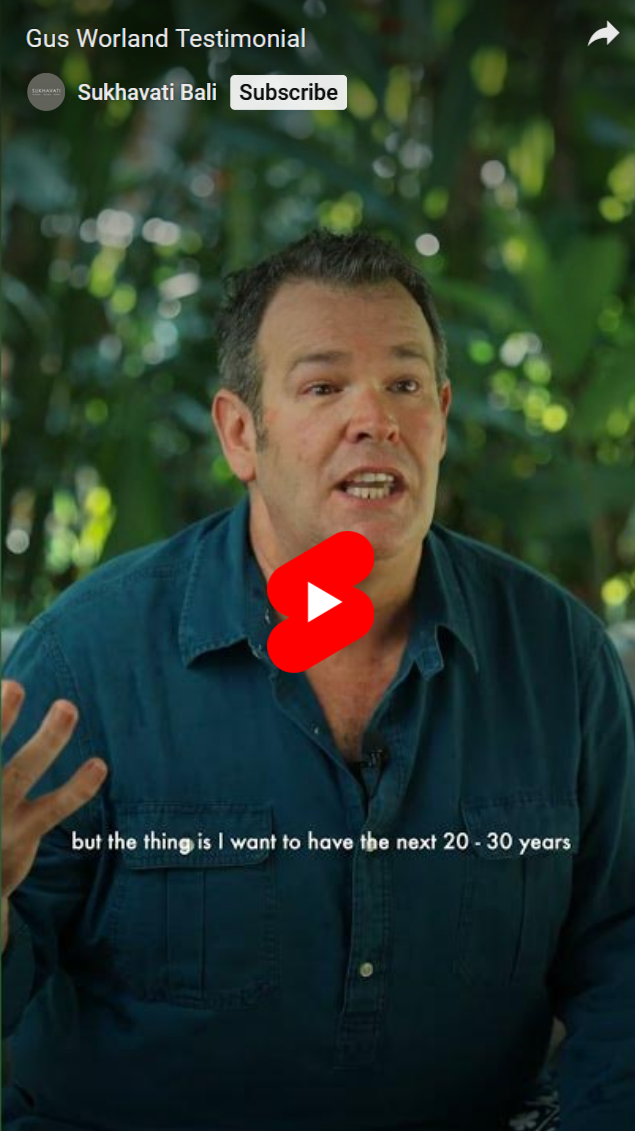 Gus Worland Testimonial
SUKHAVATI
Sukhavati Bali
Subscribe
but the thing is I want to have the next 20 - 30 years